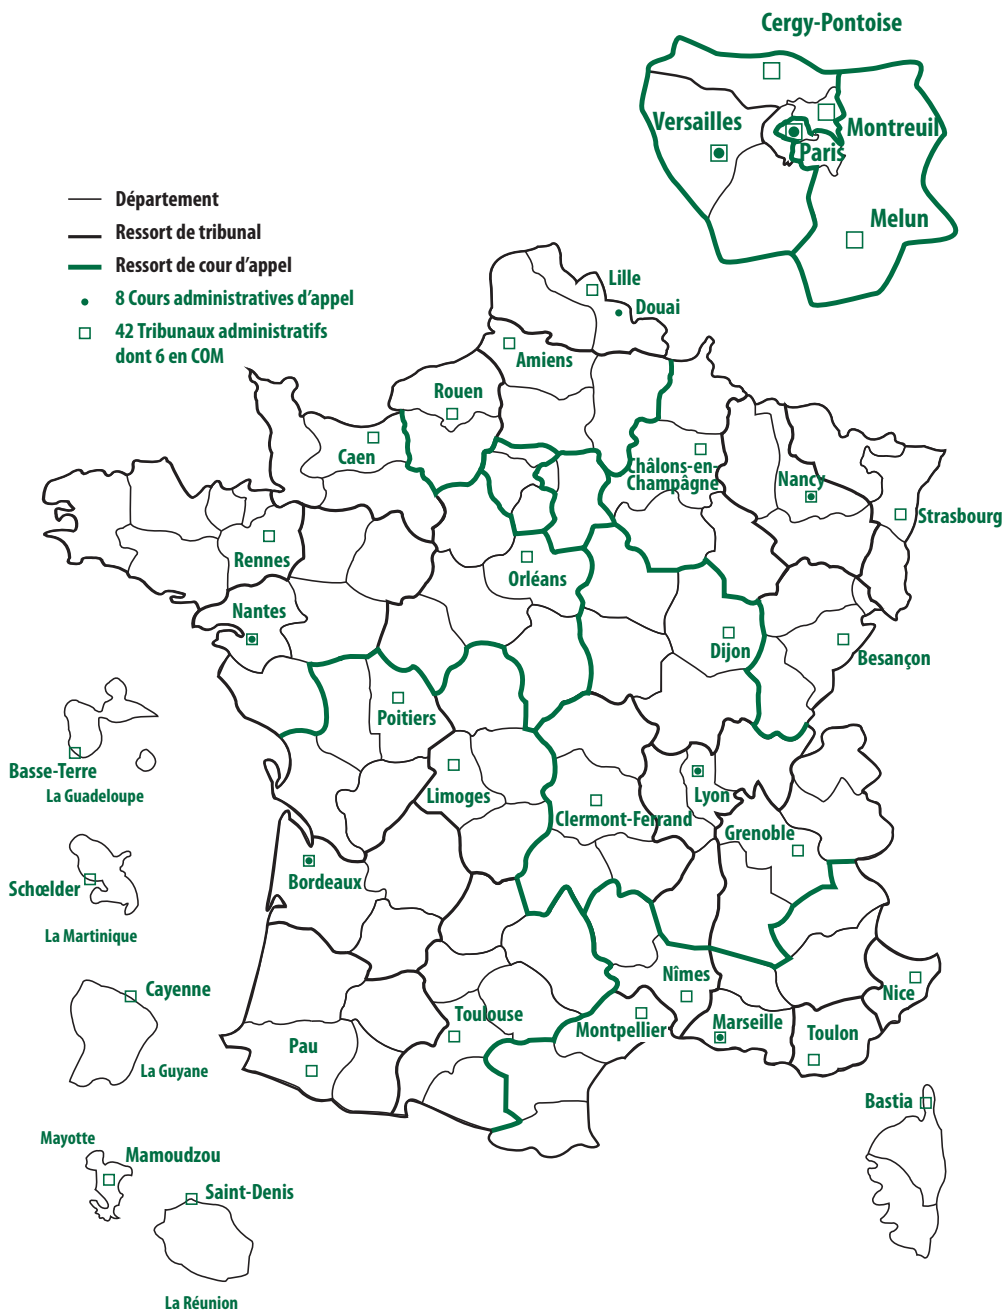 Cergy-Pontoise
Versailles
Montreuil
Paris
Melun
Département
Ressort de tribunal
Ressort de cour d'appel
8 Cours administratives d'appel
42 Tribunaux administratifs
dont 6 en COM
Lille
Douai
Amiens
Rouen
Caen
Châlons-en-
Champâgne
Nancy
Strasbourg
Rennes
Orléans
Nantes
Dijon
Besançon
Poitiers
Basse-Terre
La Guadeloupe
Limoges
Lyon
Clermont-Ferrand
Grenoble
Bordeaux
Schœlder
La Martinique
Nîmes
Cayenne
Nice
Toulouse
Montpellier
Marseille
Toulon
Pau
La Guyane
Bastia
Mayotte
Mamoudzou
Saint-Denis
La Réunion